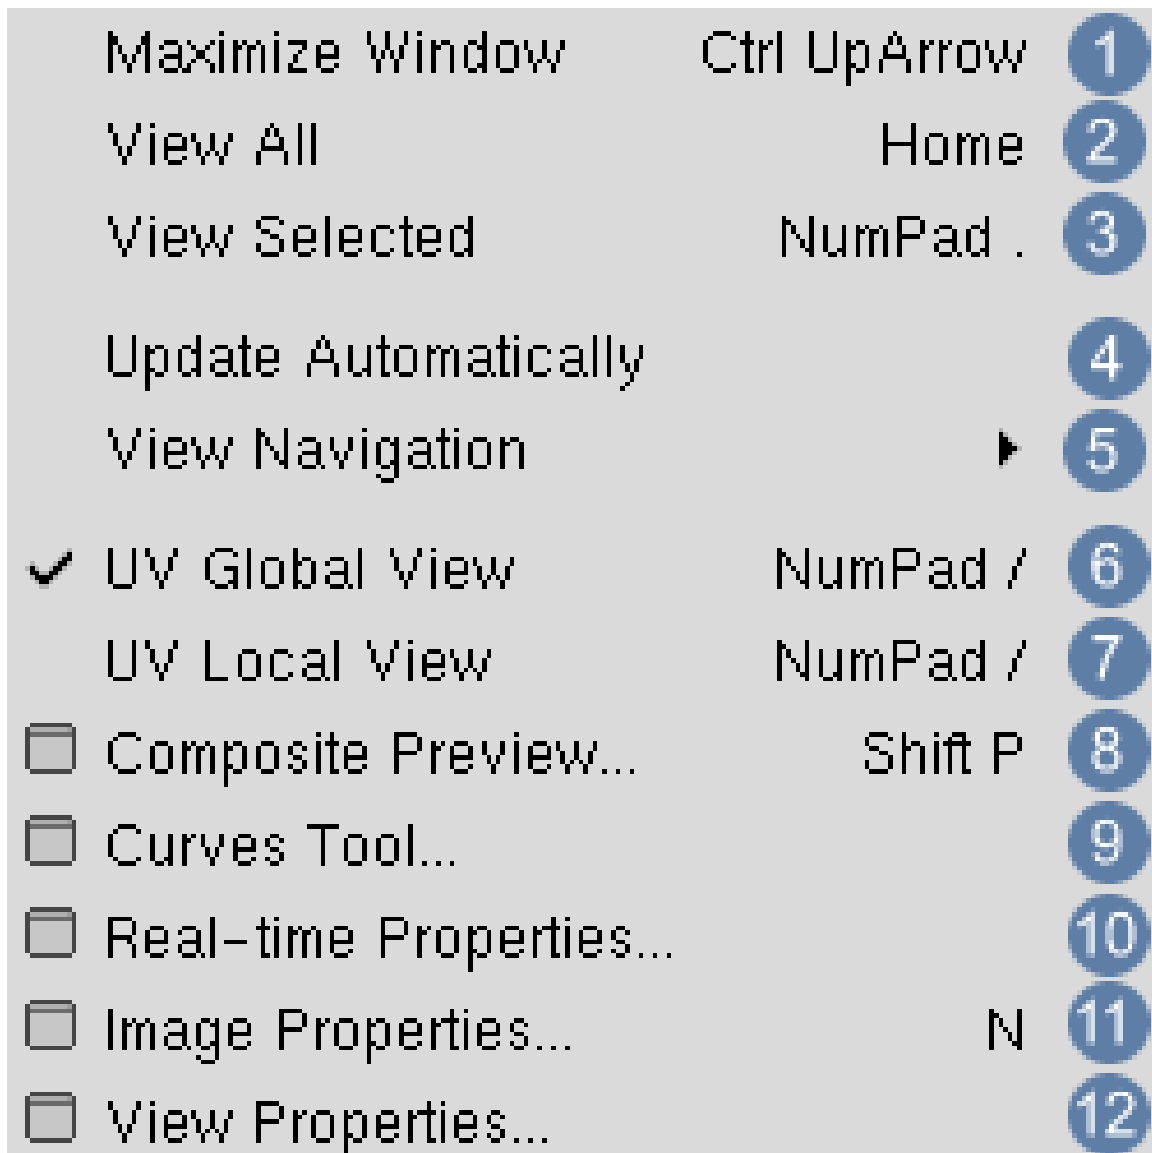 Maximize Window Ctrl UpArrow 1
View All Home 2
View Selected NumPad . 3
Update Automatically 4
View Navigation 5
UV Global View NumPad / 6
UV Local View NumPad / 7
Composite Preview... Shift P 8
Curves Tool... 9
Real-time Properties... 10
Image Properties... N 11
View Properties... 12